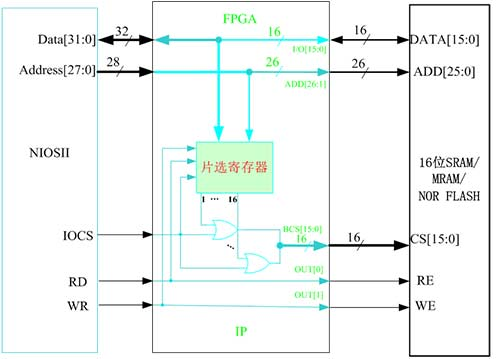 FPGA
Data[31:0] 32 16 16 DATA[15:0]
I/O[15:0]
Address[27:0] 28 26 26 ADD[25:0]
ADD[26:1]
NIOSII
片选寄存器
16位SRAM/
MRAM/
NOR FLASH
1 ··· 16
BCS[15:0]
IOCS 16 16 CS[15:0]
OUT[0]
RD RE
OUT[1]
WR WE
IP